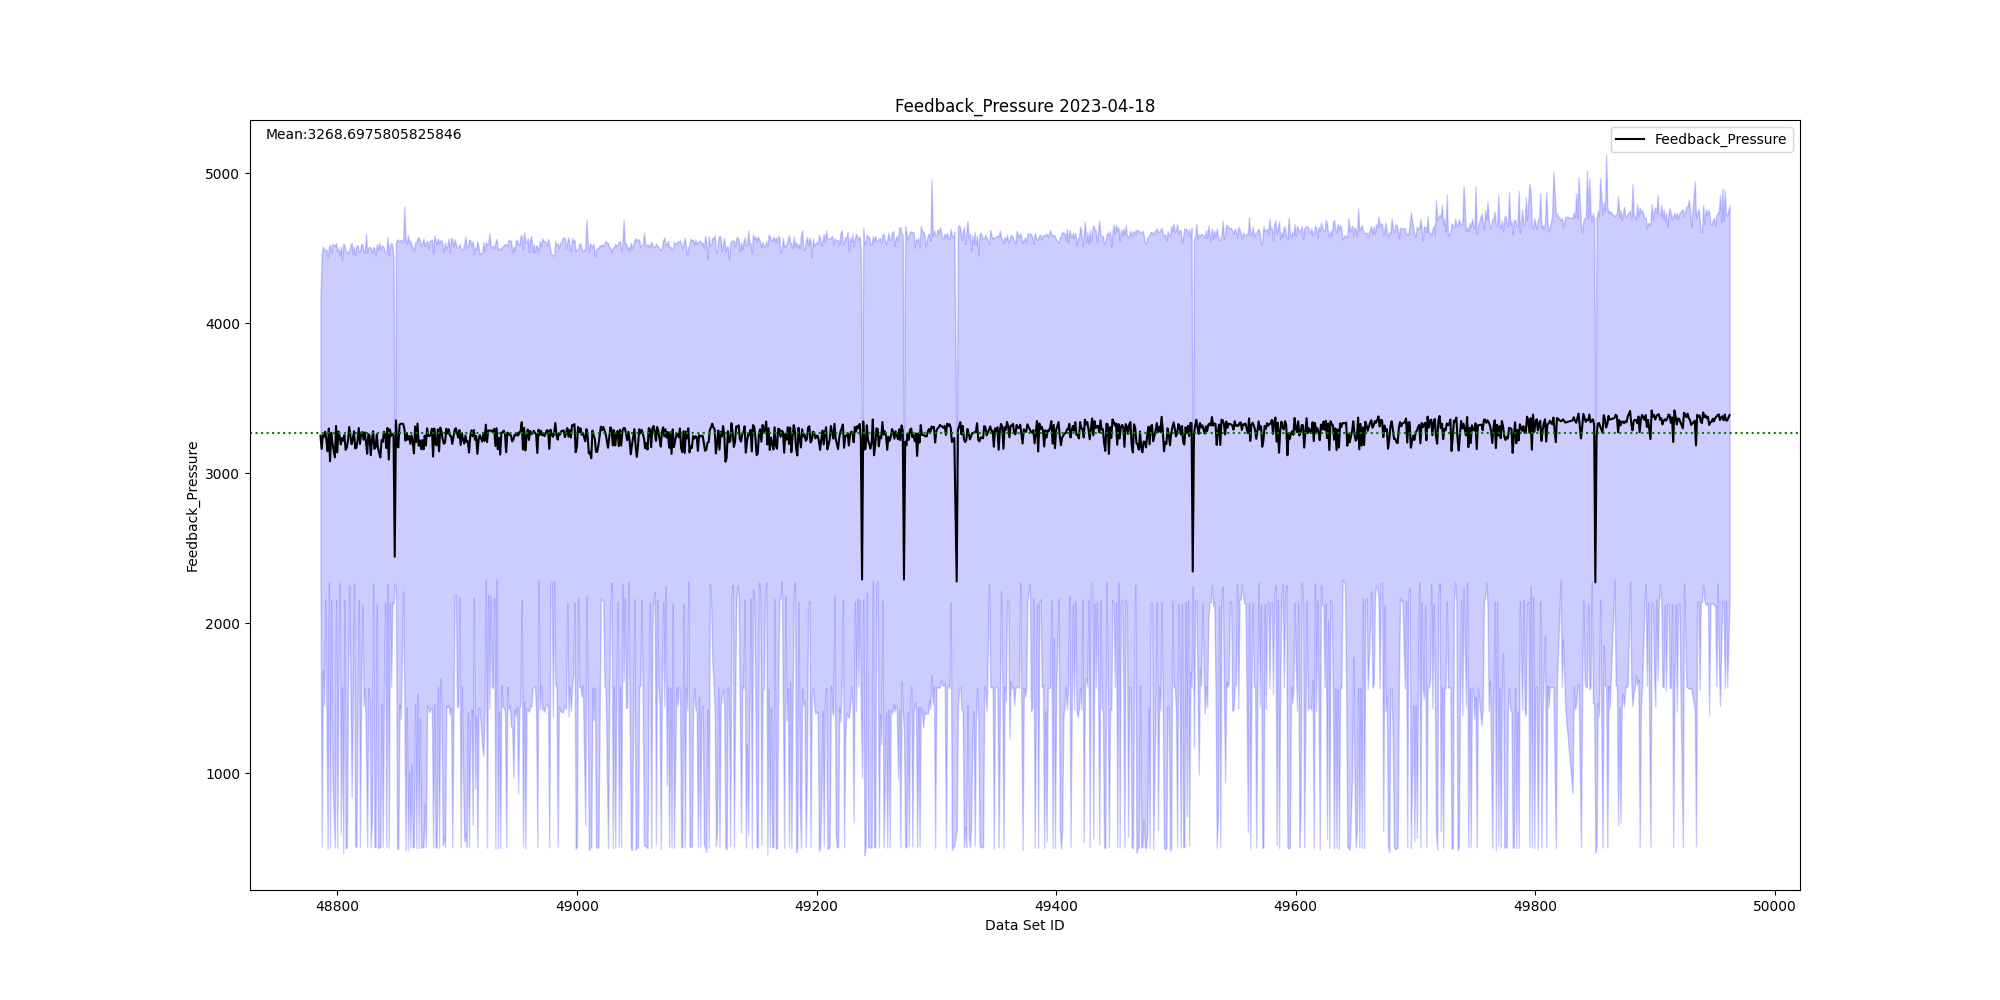 Feedback_Pressure 2023-04-18
Mean:3268.6975805825846
Feedback_Pressure
5000
4000
3000
2000
1000
Feedback_Pressure
48800 49000 49200 49400 49600 49800 50000
Data Set ID